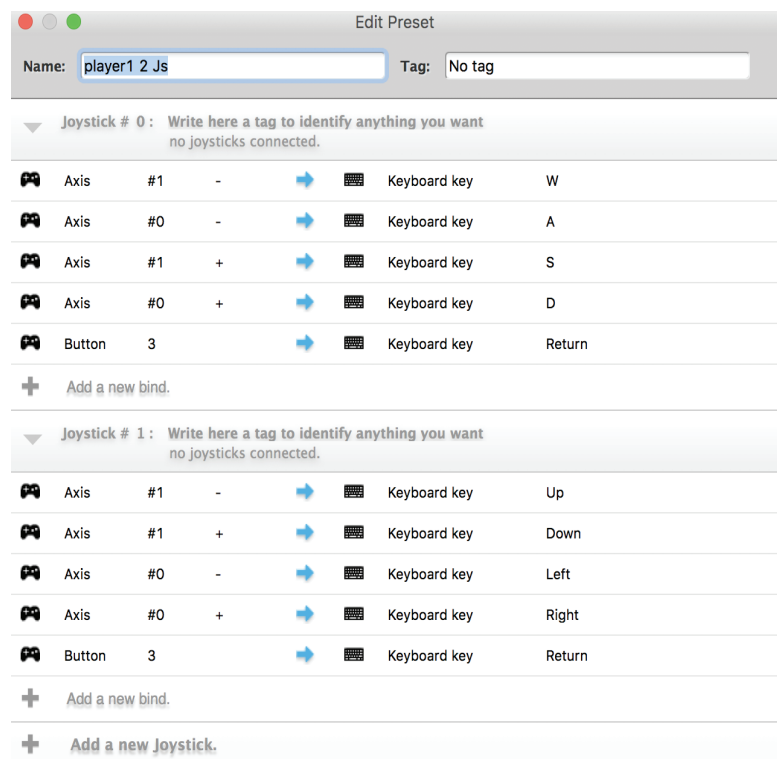 Edit Preset
Name: player1 2 Js Tag: No tag
Joystick # 0 : Write here a tag to identify anything you want
no joysticks connected.
Axis #1 - Keyboard key W
Axis #0 - Keyboard key A
Axis #1 + Keyboard key S
Axis #0 + Keyboard key D
Button 3 Keyboard key Return
Add a new bind.
Joystick # 1 : Write here a tag to identify anything you want
no joysticks connected.
Axis #1 - Keyboard key Up
Axis #1 + Keyboard key Down
Axis #0 - Keyboard key Left
Axis #0 + Keyboard key Right
Button 3 Keyboard key Return
Add a new bind.
Add a new Joystick.